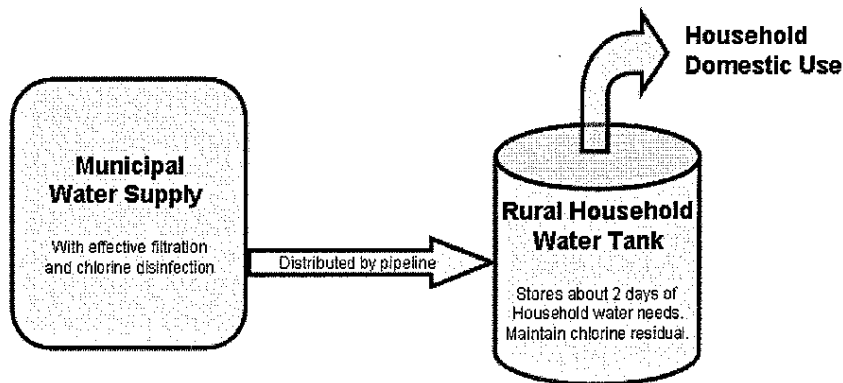 Household
Domestic Use
Municipal
Water Supply
With effective filtration
and chlorine disinfection
Distributed by pipeline
Rural Household
Water Tank
Stores about 2 days of
Household water needs.
Maintain chlorine residual.